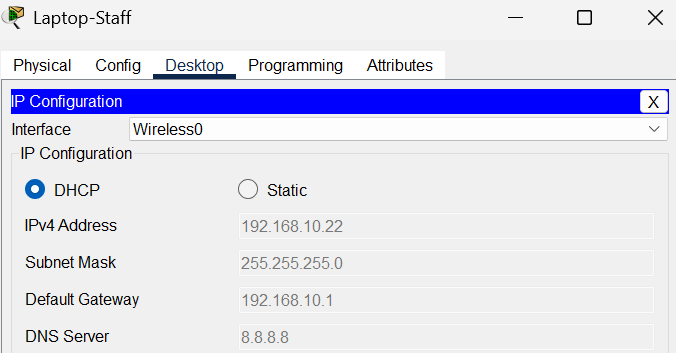 Laptop-Staff
Physical Config Desktop Programming Attributes
IP Configuration X
Interface Wireless0
IP Configuration
DHCP Static
IPv4 Address 192.168.10.22
Subnet Mask 255.255.255.0
Default Gateway 192.168.10.1
DNS Server 8.8.8.8